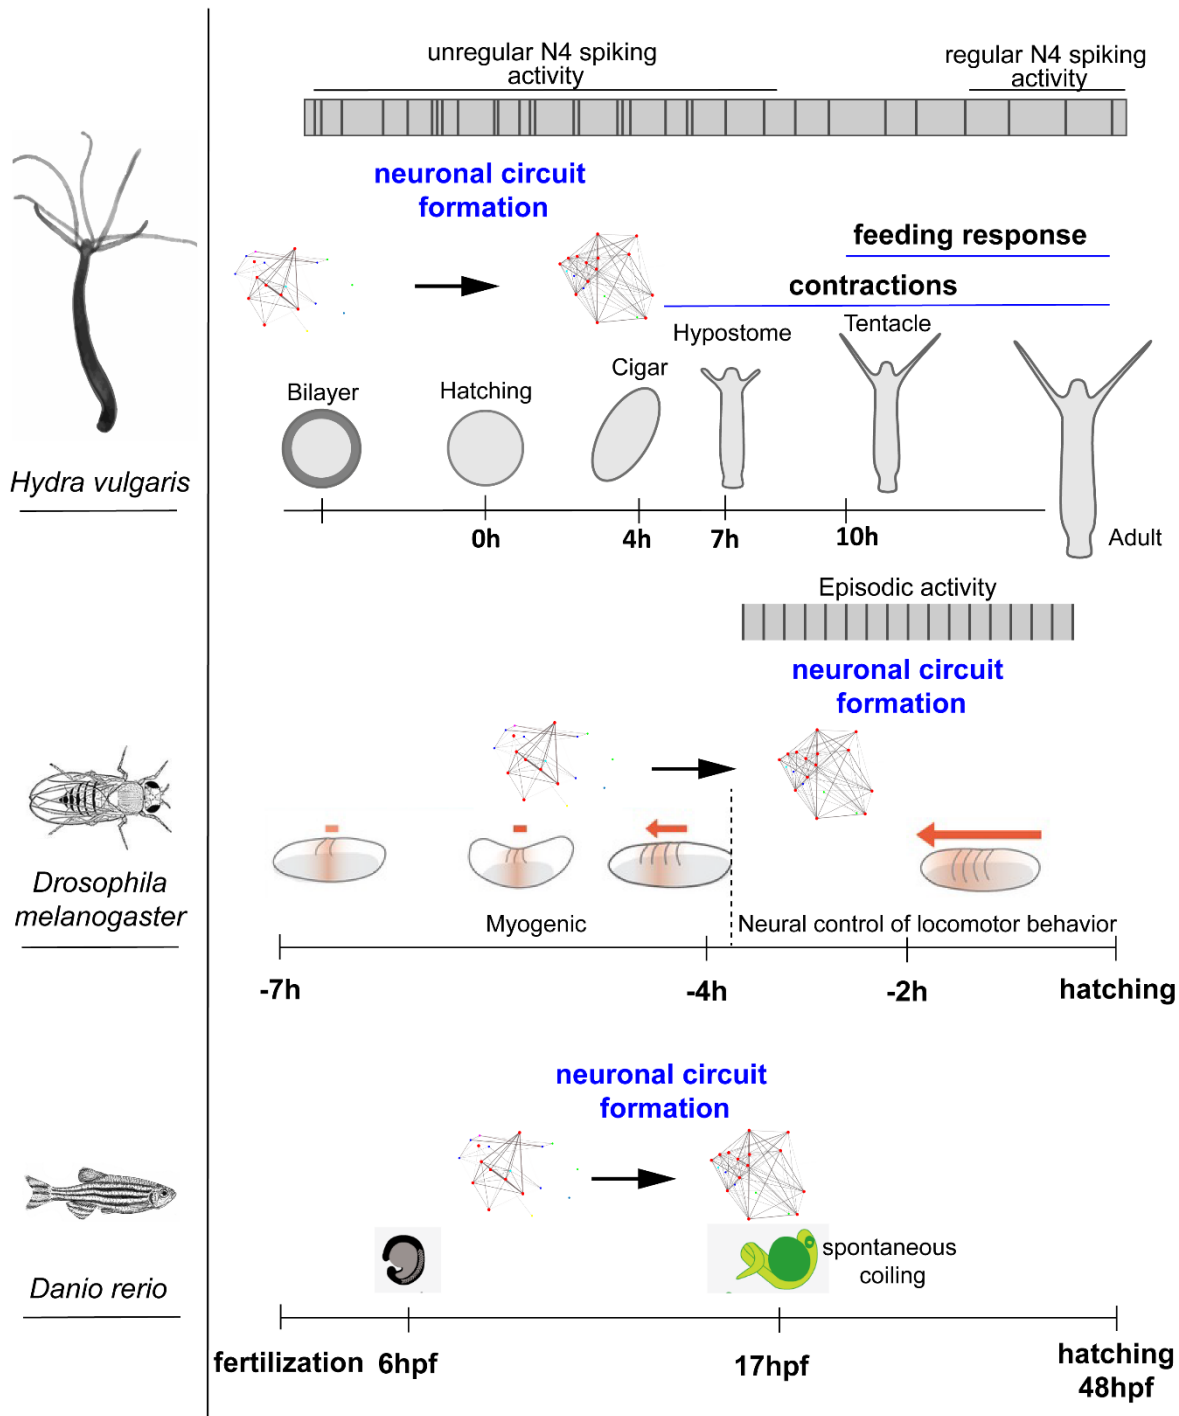 unregular N4 spiking
activity
regular N4 spiking
activity
neuronal circuit
formation
feeding response
contractions
Hypostome
Tentacle
Cigar
Bilayer
Hatching
Hydra vulgaris
0h
4h
7h
10h
Adult
Episodic activity
neuronal circuit
formation
Drosophila
melanogaster
Myogenic
Neural control of locomotor behavior
-7h
-4h
-2h
hatching
neuronal circuit
formation
spontaneous
coiling
Danio rerio
fertilization
6hpf
17hpf
hatching
48hpf